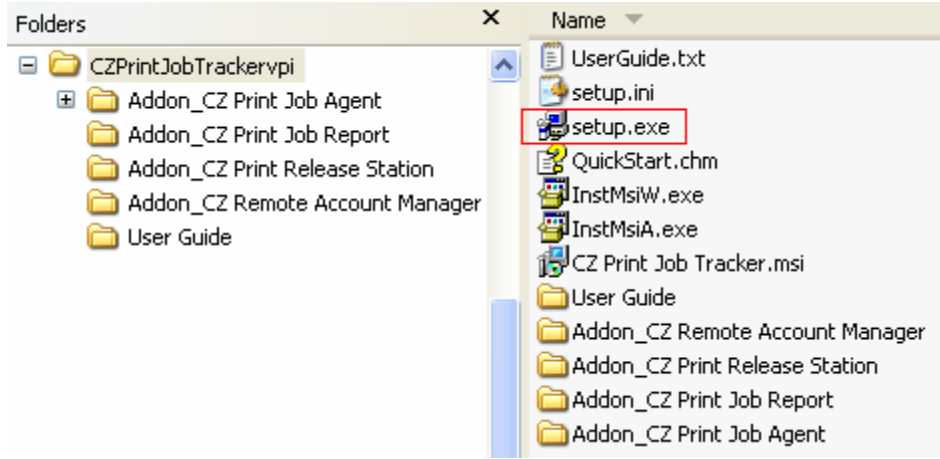 Folders
CZPrintJobTrackervpi
Addon_CZ Print Job Agent
Addon_CZ Print Job Report
Addon_CZ Print Release Station
Addon_CZ Remote Account Manager
User Guide
Name
UserGuide.txt
setup.ini
setup.exe
QuickStart.chm
InstMsiW.exe
InstMsiA.exe
CZ Print Job Tracker.msi
User Guide
Addon_CZ Remote Account Manager
Addon_CZ Print Release Station
Addon_CZ Print Job Report
Addon_CZ Print Job Agent